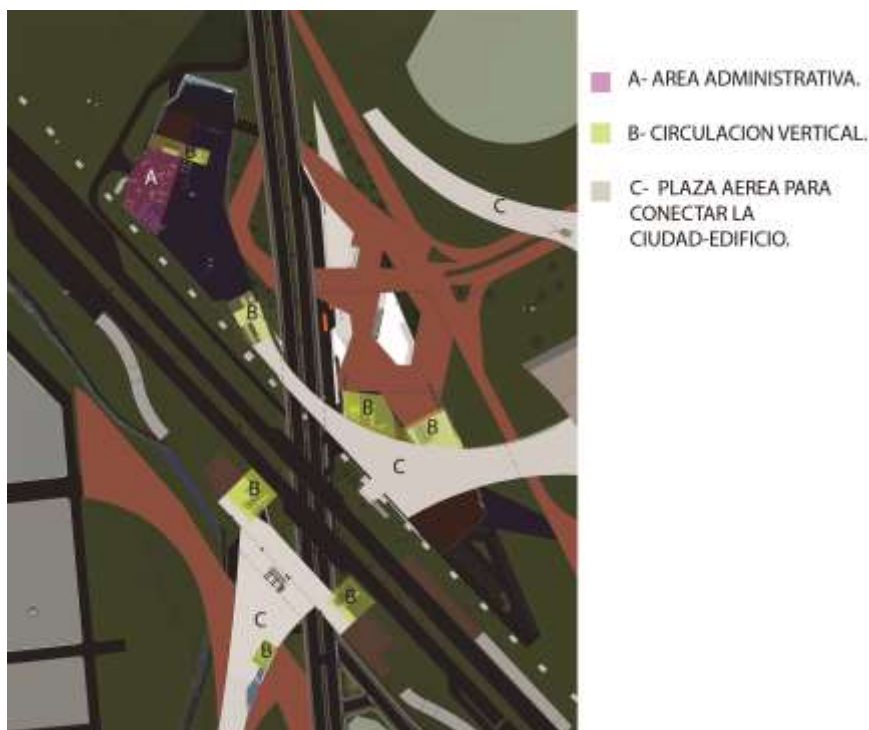 A- AREA ADMINISTRATIVA.
B- CIRCULACION VERTICAL.
C- PLAZA AEREA PARA
CONECTAR LA
CIUDAD-EDIFICIO.
B
A
C
B
B
B
C
B
B
C
B